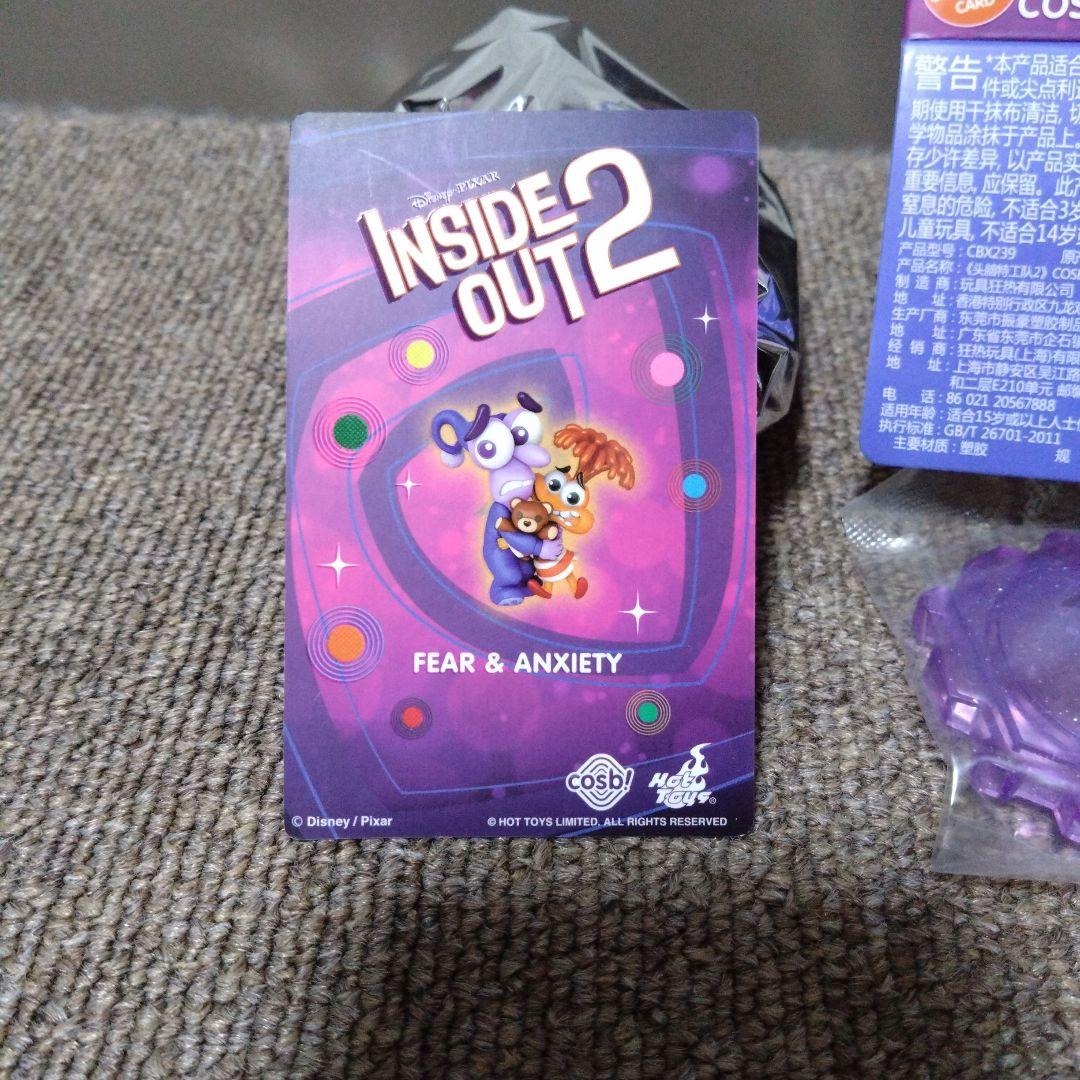 Disney·PIXAR
INSIDE
OUT 2
FEAR & ANXIETY
cosb!
Hot
Toys®
© Disney / Pixar
© HOT TOYS LIMITED. ALL RIGHTS RESERVED
CARD
COS
警告
*本产品适合
件或尖点利
期使用干抹布清洁, 切
学物品涂抹于产品上。
存少许差异, 以产品实
重要信息, 应保留。此产
窒息的危险, 不适合3岁
儿童玩具, 不适合14岁
产品型号 : CBX239
产品名称 : 《头脑特工队2》COSB
制 造 商 : 玩具狂热有限公司
地 址 : 香港特别行政区九龙
生产厂商 : 东莞市振豪塑胶制品
地 址 : 广东省东莞市企石镇
经 销 商 : 狂热玩具(上海)有限
地 址 : 上海市静安区吴江路
和二层E210单元 邮编
电 话 : 86 021 20567888
适用年龄 : 适合15岁或以上人士使
执行标准 : GB/T 26701-2011
主要材质 : 塑胶 规